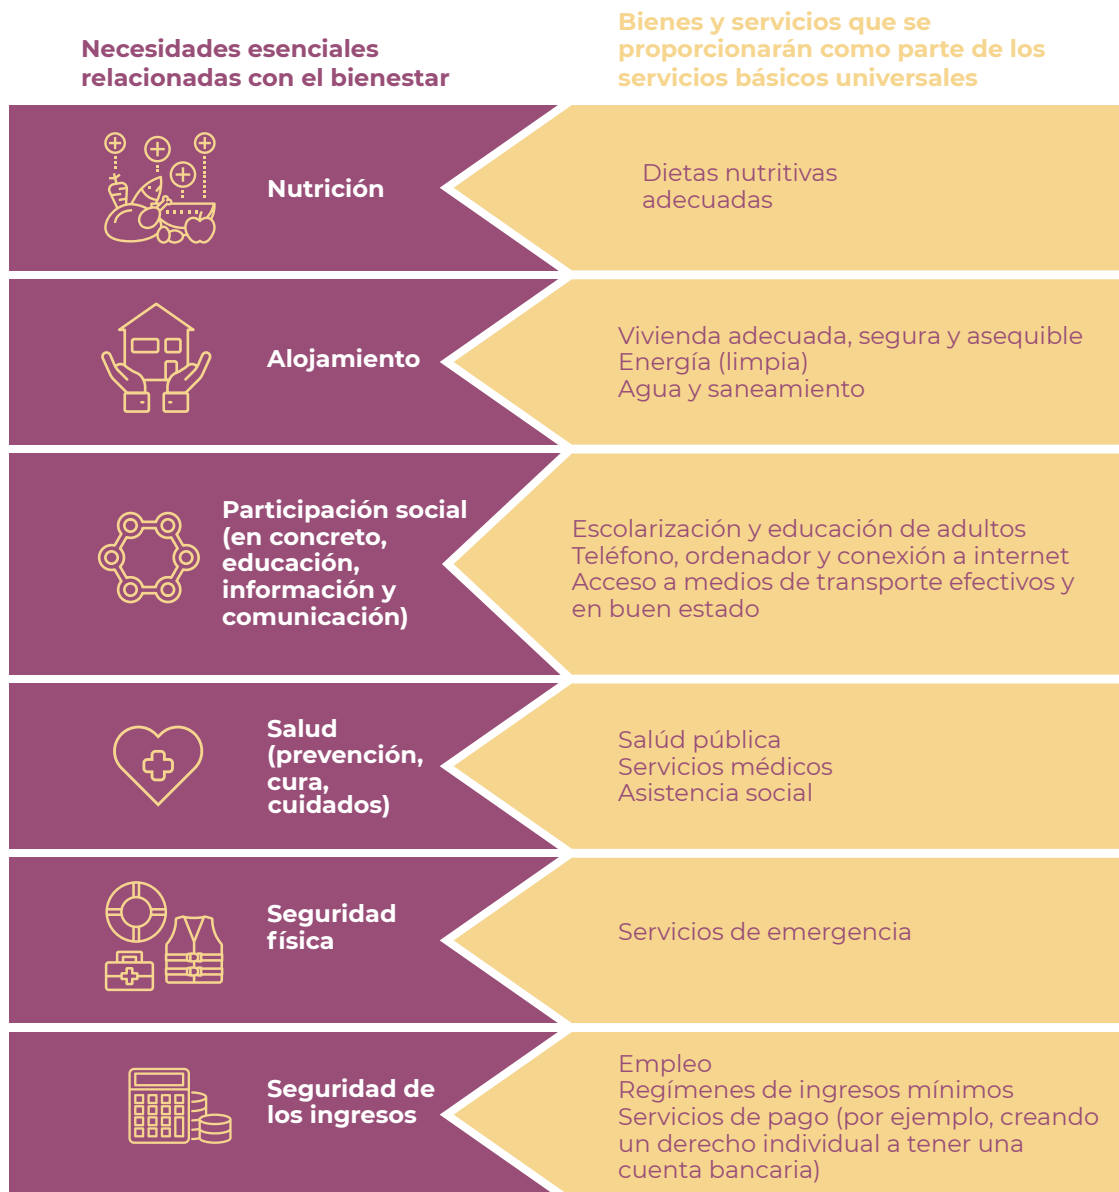 Necesidades esenciales
relacionadas con el bienestar
Bienes y servicios que se
proporcionarán como parte de los
servicios básicos universales
Nutrición
Dietas nutritivas
adecuadas
Alojamiento
Vivienda adecuada, segura y asequible
Energía (limpia)
Agua y saneamiento
Participación social
(en concreto,
educación,
información y
comunicación)
Escolarización y educación de adultos
Teléfono, ordenador y conexión a internet
Acceso a medios de transporte efectivos y
en buen estado
Salud
(prevención,
cura,
cuidados)
Salúd pública
Servicios médicos
Asistencia social
Seguridad
física
Servicios de emergencia
Seguridad de
los ingresos
Empleo
Regímenes de ingresos mínimos
Servicios de pago (por ejemplo, creando
un derecho individual a tener una
cuenta bancaria)